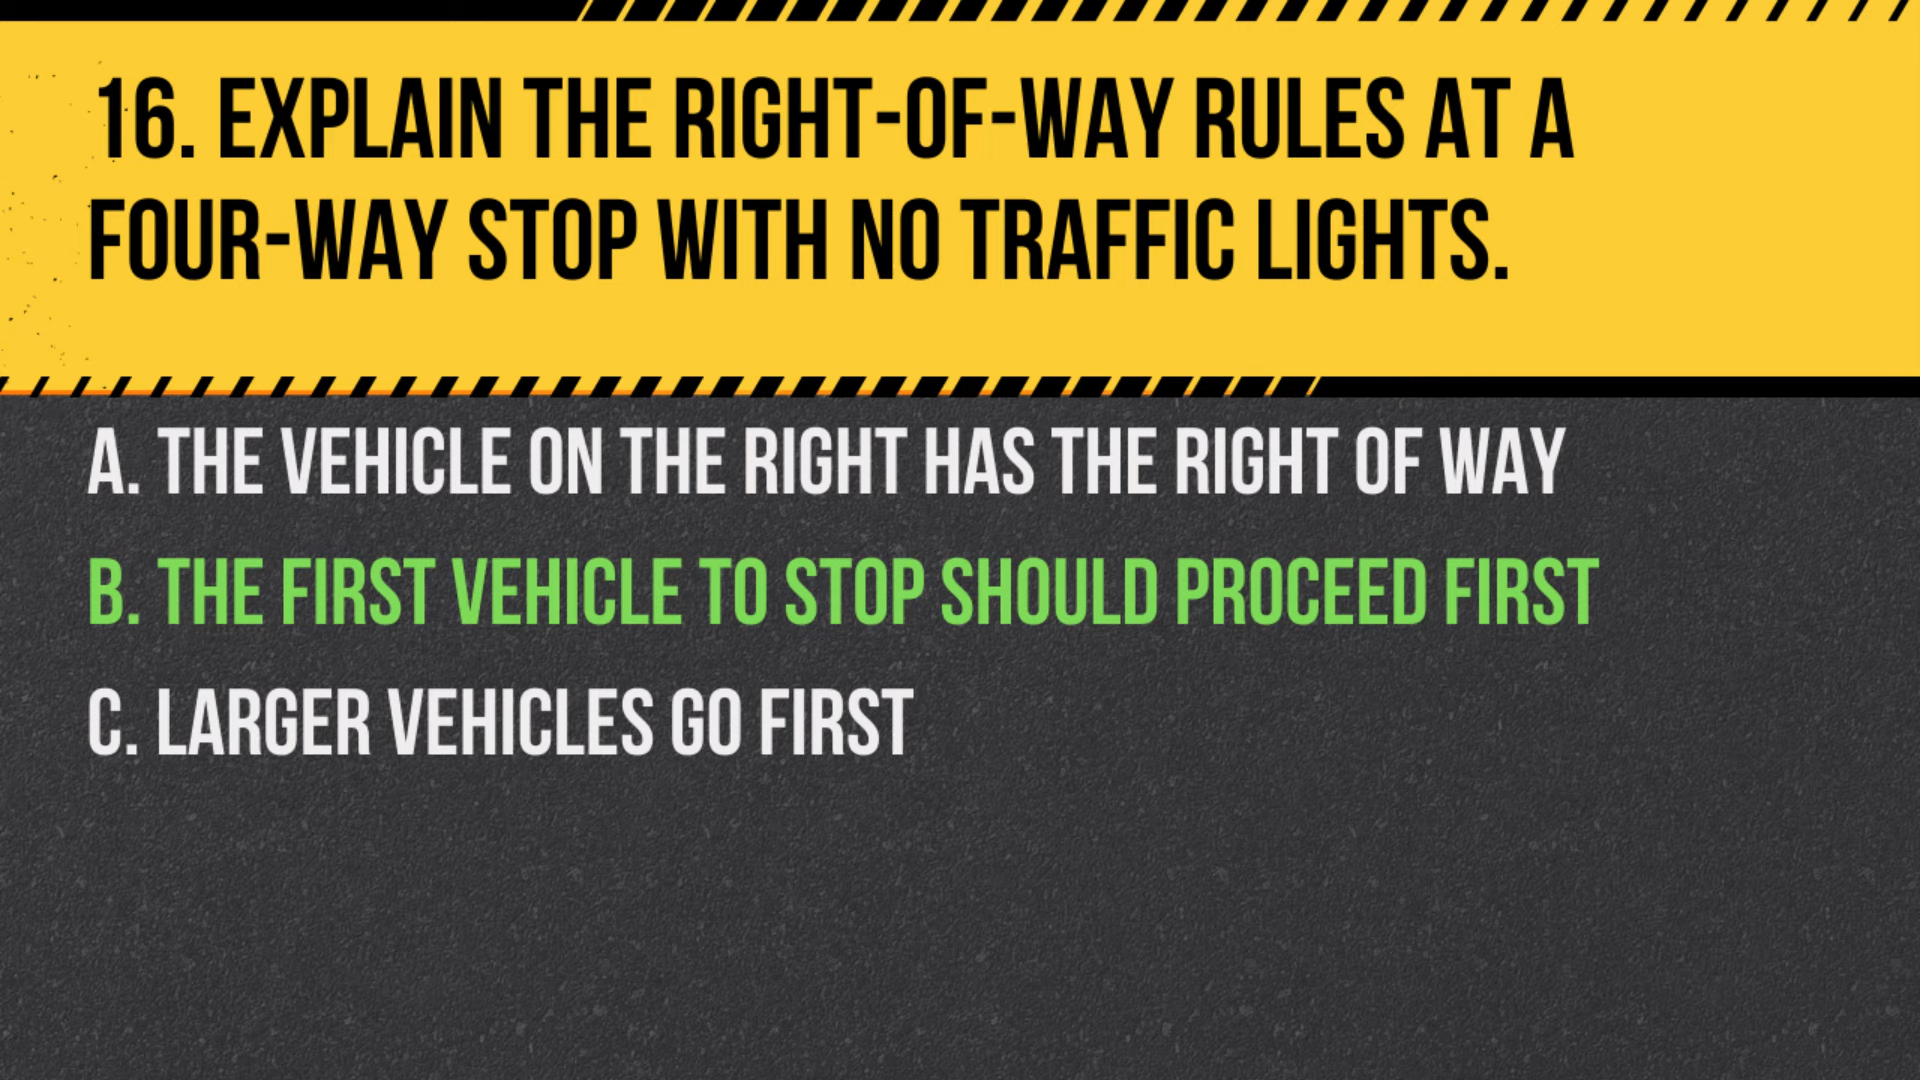 16. EXPLAIN THE RIGHT-OF-WAY RULES AT A
FOUR-WAY STOP WITH NO TRAFFIC LIGHTS.
A. THE VEHICLE ON THE RIGHT HAS THE RIGHT OF WAY
B. THE FIRST VEHICLE TO STOP SHOULD PROCEED FIRST
C. LARGER VEHICLES GO FIRST